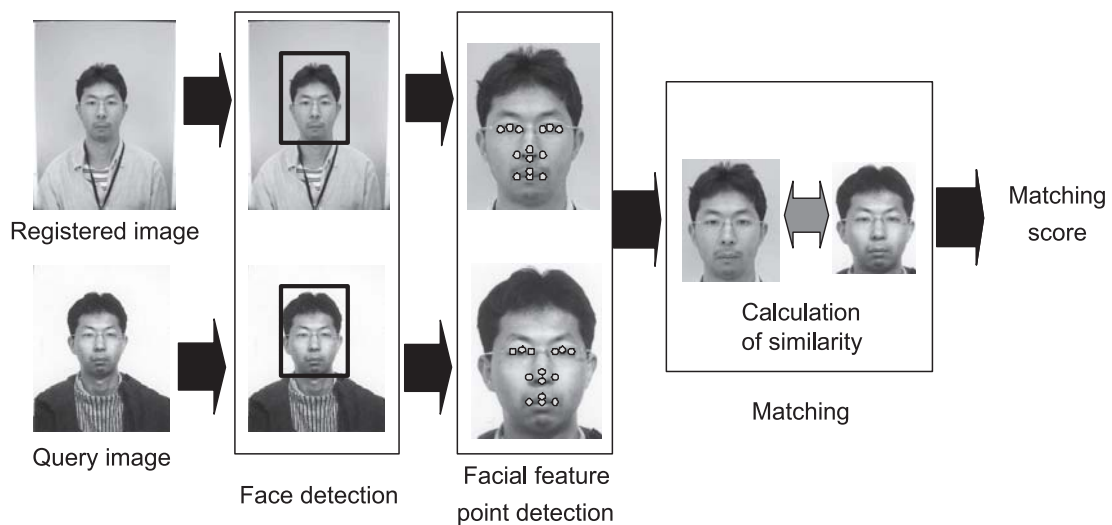 Registered image
Query image
Face detection
Facial feature
point detection
Calculation
of similarity
Matching
Matching
score